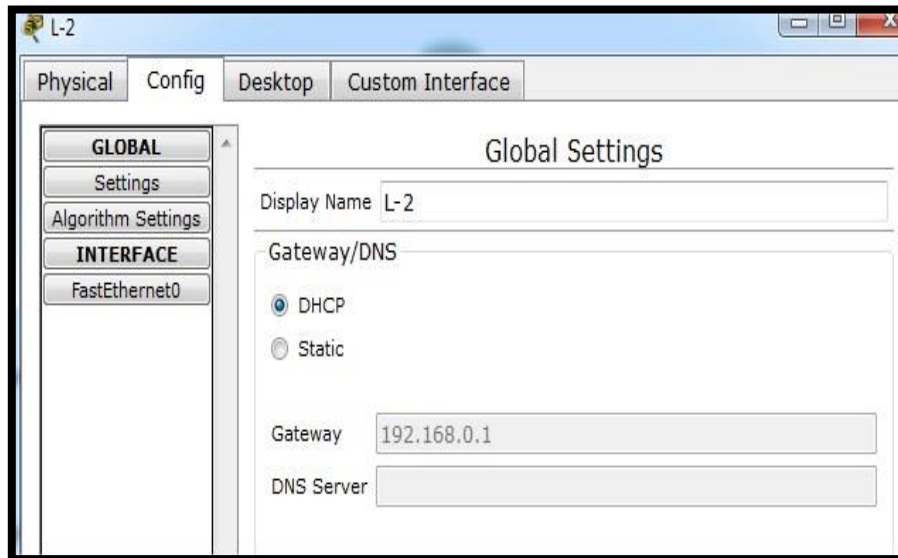 L-2
Physical
Config
Desktop
Custom Interface
GLOBAL
Settings
Algorithm Settings
INTERFACE
FastEthernet0
Global Settings
Display Name L-2
Gateway/DNS
DHCP
Static
Gateway 192.168.0.1
DNS Server